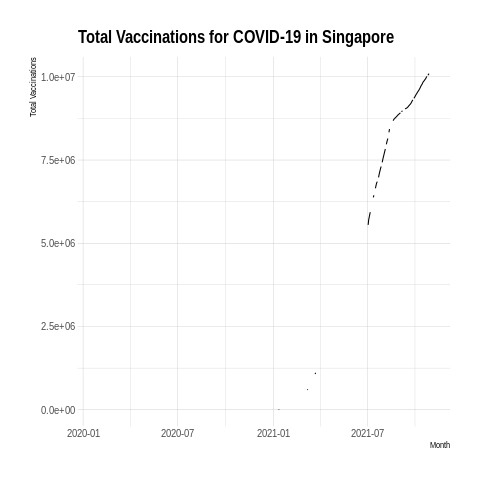 Total Vaccinations for COVID-19 in Singapore
Total Vaccinations
1.0e+07
7.5e+06
5.0e+06
2.5e+06
0.0e+00
2020-01
2020-07
2021-01
2021-07
Month